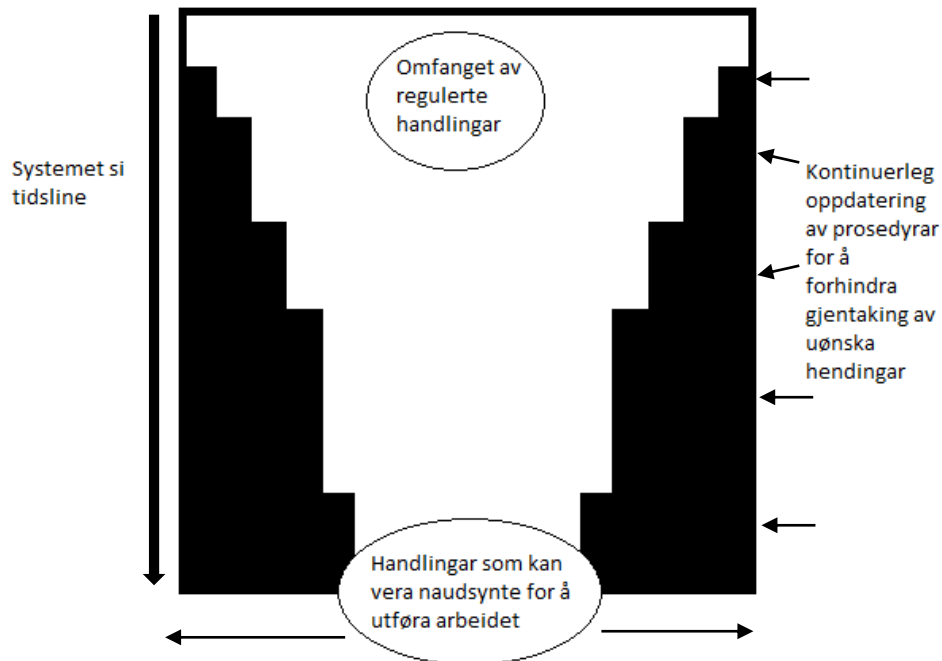 Omfanget av
regulerte
handlingar
Systemet si
tidsline
Kontinuerleg
oppdatering
av prosedyrar
for å
forhindra
gjentaking av
uønska
hendingar
Handlingar som kan
vera naudsynte for å
utføra arbeidet